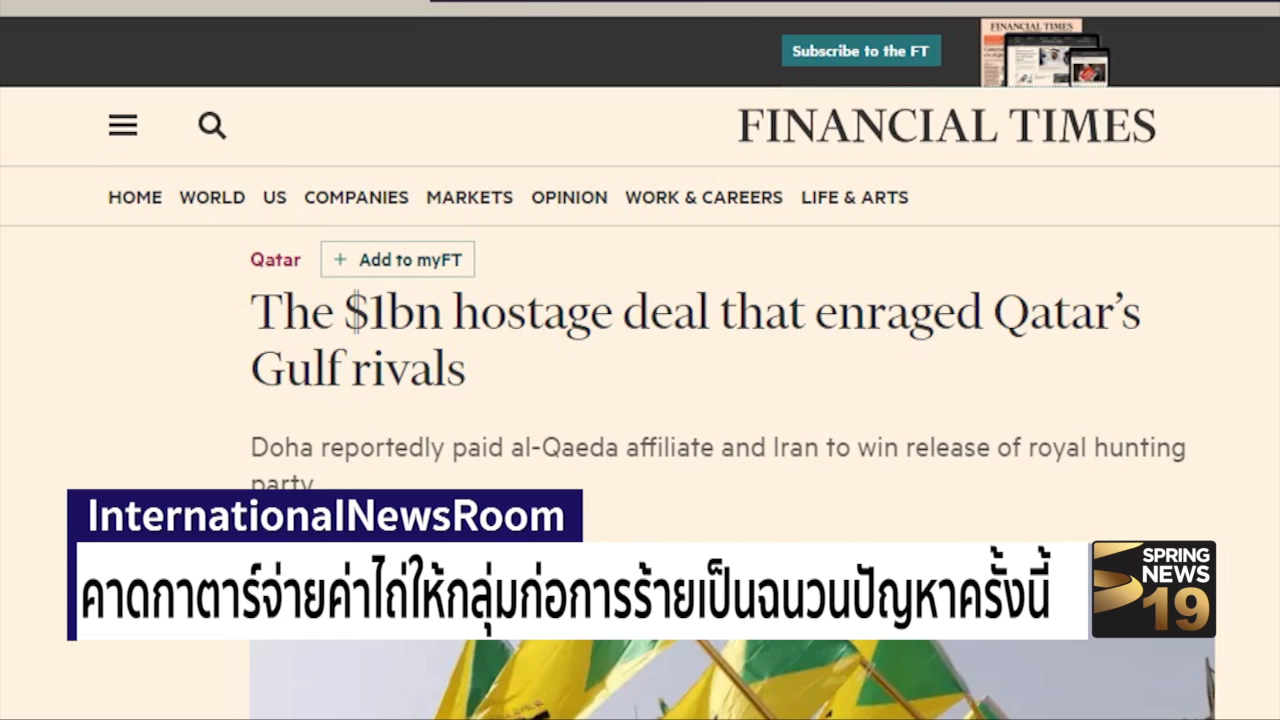 FINANCIAL TIMES
Subscribe to the FT
FINANCIAL TIMES
HOME WORLD US COMPANIES MARKETS OPINION WORK & CAREERS LIFE & ARTS
Qatar + Add to myFT
The $1bn hostage deal that enraged Qatar's
Gulf rivals
Doha reportedly paid al-Qaeda affiliate and Iran to win release of royal hunting
party
InternationalNewsRoom
คาดกาตาร์จ่ายค่าไถ่ให้กลุ่มก่อการร้ายเป็นฉนวนปัญหาครั้งนี้
SPRING
NEWS
19